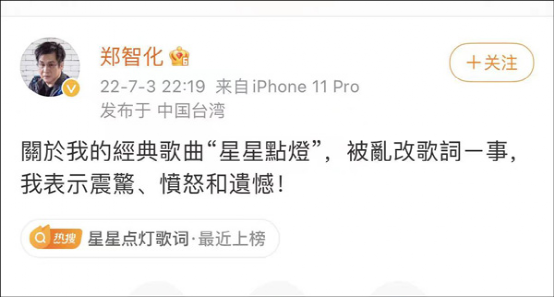 郑智化
+关注
22-7-3 22:19 来自iPhone 11 Pro
发布于 中国台湾
關於我的經典歌曲“星星點燈”，被亂改歌詞一事，
我表示震驚、憤怒和遺憾！
热搜 星星点灯歌词·最近上榜